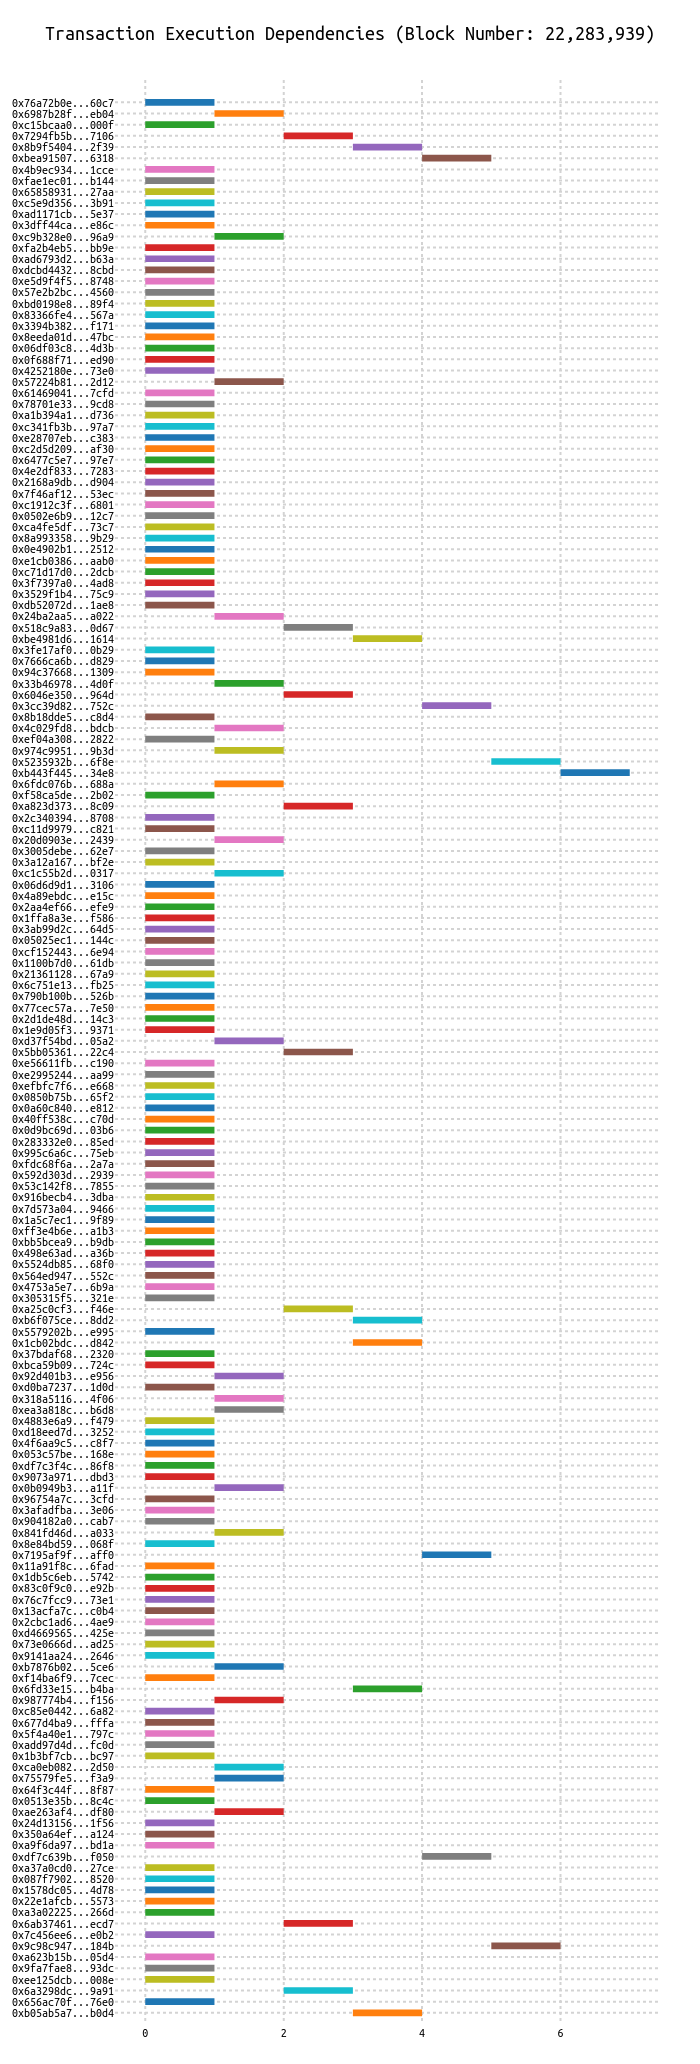 Transaction Execution Dependencies (Block Number: 22,283,939)
0x76a72b0e...60c7
0x6987b28f...eb04
0xc15bcaa0...000f
0x7294fb5b...7106
0x8b9f5404...2f39
0xbea91507...6318
0x4b9ec934...1cce
0xfae1ec01...b144
0x65858931...27aa
0xc5e9d356...3b91
0xad1171cb...5e37
0x3dff44ca...e86c
0xc9b328e0...96a9
0xfa2b4eb5...bb9e
0xad6793d2...b63a
0xdcbd4432...8cbd
0xe5d9f4f5...8748
0x57e2b2bc...4560
0xbd0198e8...89f4
0x83366fe4...567a
0x3394b382...f171
0x8eeda01d...47bc
0x06df03c8...4d3b
0x0f688f71...ed90
0x4252180e...73e0
0x57224b81...2d12
0x61469041...7cfd
0x78701e33...9cd8
0xa1b394a1...d736
0xc341fb3b...97a7
0xe28707eb...c383
0xc2d5d209...af30
0x6477c5e7...97e7
0x4e2df833...7283
0x2168a9db...d904
0x7f46af12...53ec
0xc1912c3f...6801
0x0502e6b9...12c7
0xca4fe5df...73c7
0x8a993358...9b29
0x0e4902b1...2512
0xe1cb0386...aab0
0xc71d17d0...2dcb
0x3f7397a0...4ad8
0x3529f1b4...75c9
0xdb52072d...1ae8
0x24ba2aa5...a022
0x518c9a83...0d67
0xbe4981d6...1614
0x3fe17af0...0b29
0x7666ca6b...d829
0x94c37668...1309
0x33b46978...4d0f
0x6046e350...964d
0x3cc39d82...752c
0x8b18dde5...c8d4
0x4c029fd8...bdcb
0xef04a308...2822
0x974c9951...9b3d
0x5235932b...6f8e
0xb443f445...34e8
0x6fdc076b...688a
0xf58ca5de...2b02
0xa823d373...8c09
0x2c340394...8708
0xc11d9979...c821
0x20d0903e...2439
0x3005debe...62e7
0x3a12a167...bf2e
0xc1c55b2d...0317
0x06d6d9d1...3106
0x4a89ebdc...e15c
0x2aa4ef66...efe9
0x1ffa8a3e...f586
0x3ab99d2c...64d5
0x05025ec1...144c
0xcf152443...6e94
0x1100b7d0...61db
0x21361128...67a9
0x6c751e13...fb25
0x790b100b...526b
0x77cec57a...7e50
0x2d1de48d...14c3
0x1e9d05f3...9371
0xd37f54bd...05a2
0x5bb05361...22c4
0xe56611fb...c190
0xe2995244...aa99
0xefbfc7f6...e668
0x0850b75b...65f2
0x0a60c840...e812
0x40ff538c...c70d
0x0d9bc69d...03b6
0x283332e0...85ed
0x995c6a6c...75eb
0xfdc68f6a...2a7a
0x592d303d...2939
0x53c142f8...7855
0x916becb4...3dba
0x7d573a04...9466
0x1a5c7ec1...9f89
0xff3e4b6e...a1b3
0xbb5bcea9...b9db
0x498e63ad...a36b
0x5524db85...68f0
0x564ed947...552c
0x4753a5e7...6b9a
0x305315f5...321e
0xa25c0cf3...f46e
0xb6f075ce...8dd2
0x5579202b...e995
0x1cb02bdc...d842
0x37bdaf68...2320
0xbca59b09...724c
0x92d401b3...e956
0xd0ba7237...1d0d
0x318a5116...4f06
0xea3a818c...b6d8
0x4883e6a9...f479
0xd18eed7d...3252
0x4f6aa9c5...c8f7
0x053c57be...168e
0xdf7c3f4c...86f8
0x9073a971...dbd3
0x0b0949b3...a11f
0x96754a7c...3cfd
0x3afadfba...3e06
0x904182a0...cab7
0x841fd46d...a033
0x8e84bd59...068f
0x7195af9f...aff0
0x11a91f8c...6fad
0x1db5c6eb...5742
0x83c0f9c0...e92b
0x76c7fcc9...73e1
0x13acfa7c...c0b4
0x2cbc1ad6...4ae9
0xd4669565...425e
0x73e0666d...ad25
0x9141aa24...2646
0xb7876b02...5ce6
0xf14ba6f9...7cec
0x6fd33e15...b4ba
0x987774b4...f156
0xc85e0442...6a82
0x677d4ba9...fffa
0x5f4a40e1...797c
0xadd97d4d...fc0d
0x1b3bf7cb...bc97
0xca0eb082...2d50
0x75579fe5...f3a9
0x64f3c44f...8f87
0x0513e35b...8c4c
0xae263af4...df80
0x24d13156...1f56
0x350a64ef...a124
0xa9f6da97...bd1a
0xdf7c639b...f050
0xa37a0cd0...27ce
0x087f7902...8520
0x1578dc05...4d78
0x22e1afcb...5573
0xa3a02225...266d
0x6ab37461...ecd7
0x7c456ee6...e0b2
0x9c98c947...184b
0xa623b15b...05d4
0x9fa7fae8...93dc
0xee125dcb...008e
0x6a3298dc...9a91
0x656ac70f...76e0
0xb05ab5a7...b0d4
0 2 4 6